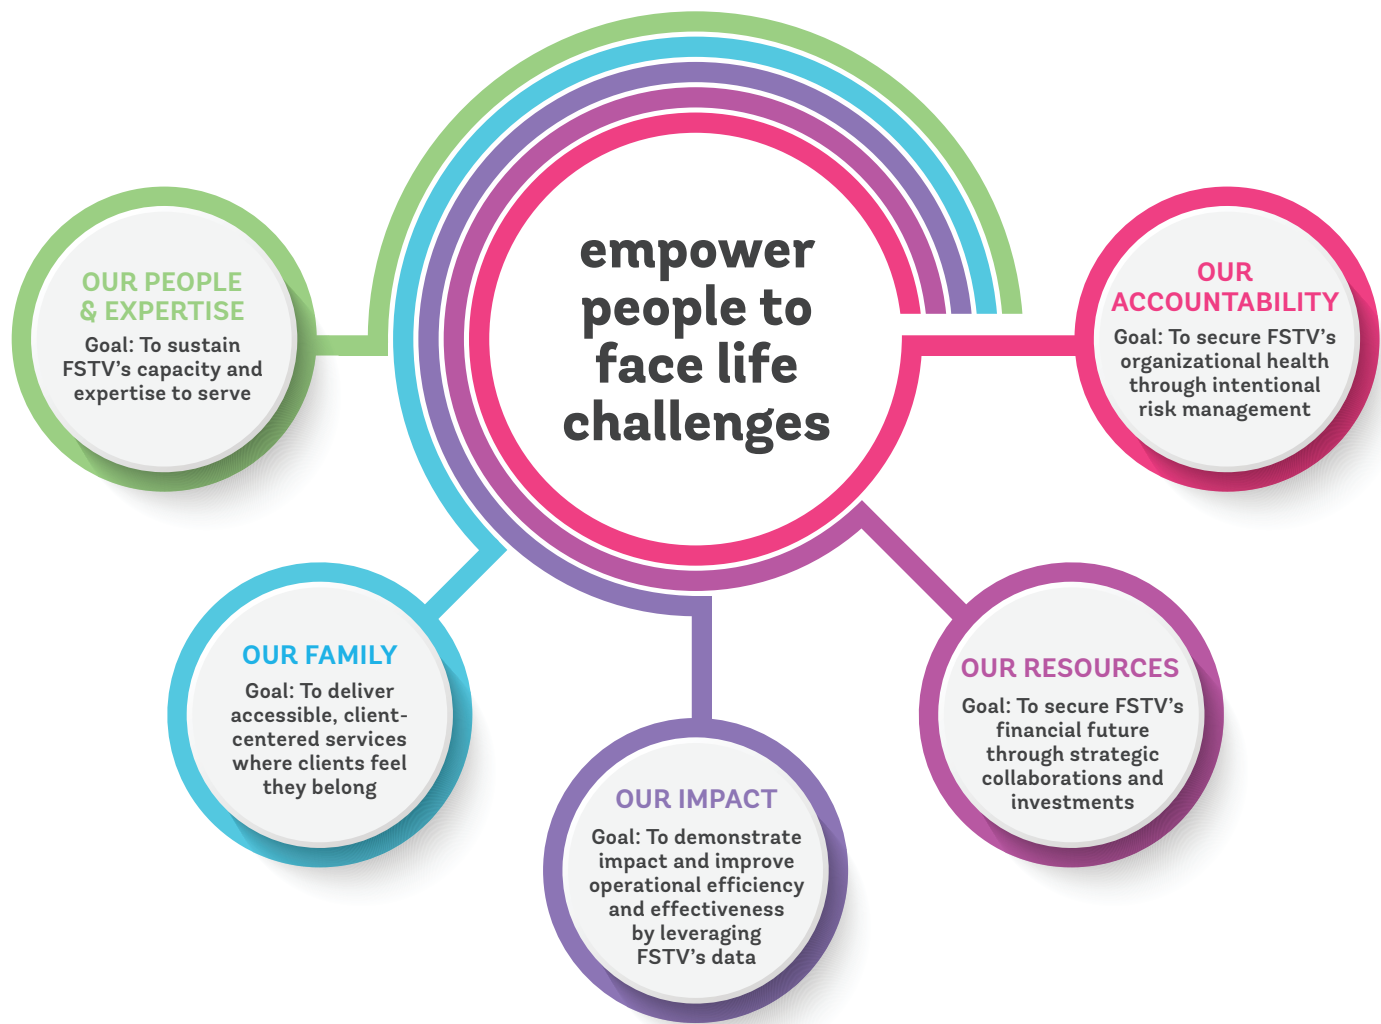 empower
people to
face life
challenges
OUR PEOPLE
& EXPERTISE
Goal: To sustain
FSTV’s capacity and
expertise to serve
OUR FAMILY
Goal: To deliver
accessible, client-
centered services
where clients feel
they belong
OUR IMPACT
Goal: To demonstrate
impact and improve
operational efficiency
and effectiveness
by leveraging
FSTV’s data
OUR RESOURCES
Goal: To secure FSTV’s
financial future
through strategic
collaborations and
investments
OUR
ACCOUNTABILITY
Goal: To secure FSTV’s
organizational health
through intentional
risk management